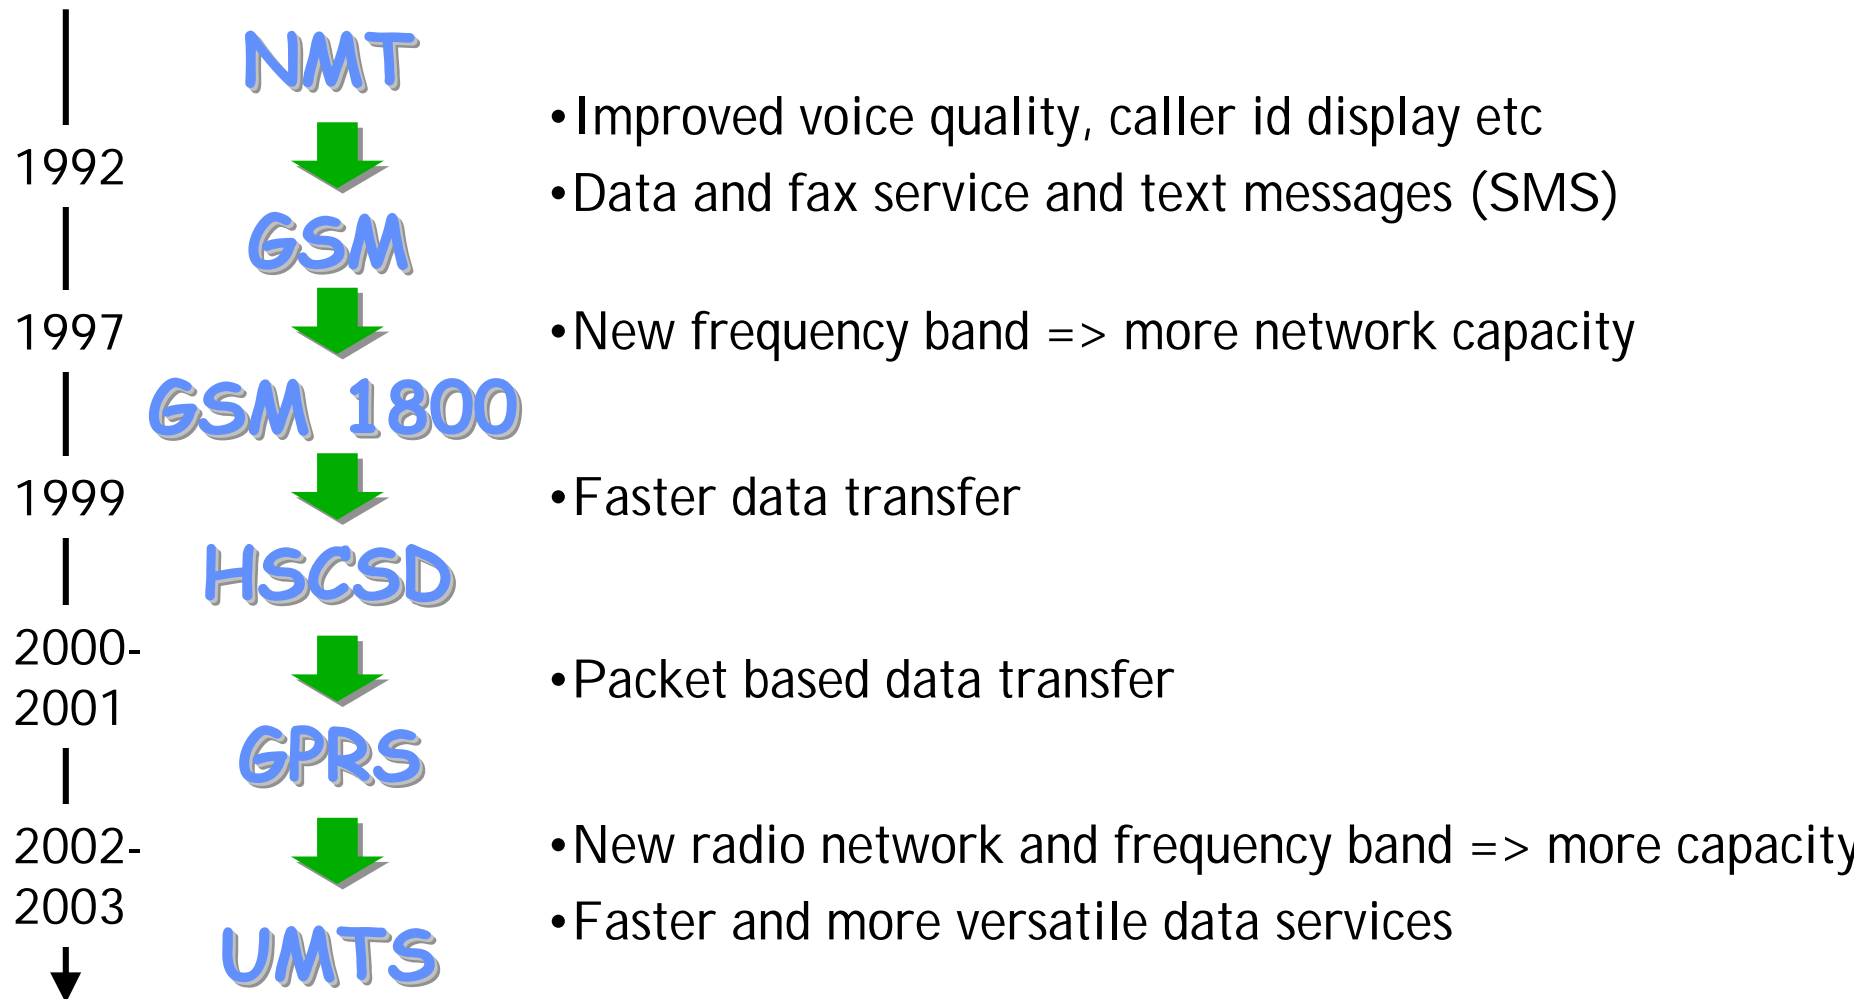 NMT
•Improved voice quality, caller id display etc
1992
•Data and fax service and text messages (SMS)
GSM
1997
•New frequency band => more network capacity
GSM 1800
1999
•Faster data transfer
HSCSD
2000-
2001
•Packet based data transfer
GPRS
2002-
2003
•New radio network and frequency band => more capacity
•Faster and more versatile data services
UMTS